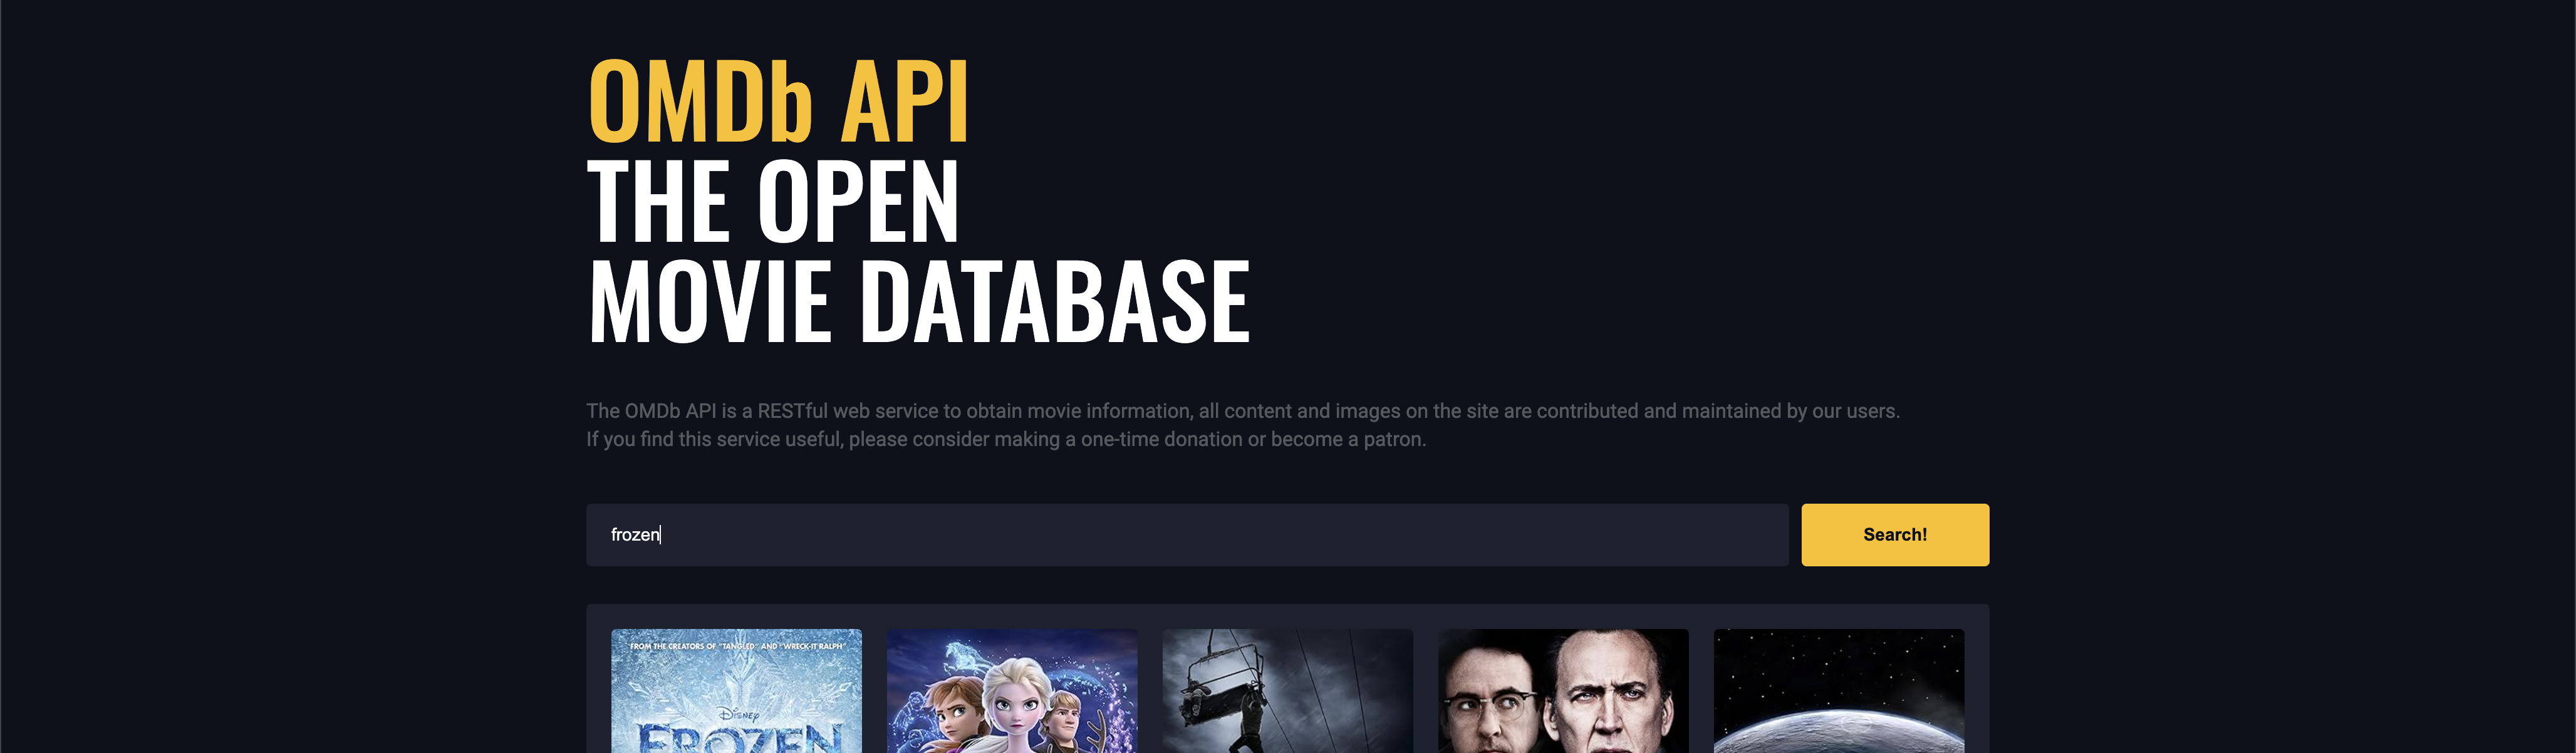 OMDb API
THE OPEN
MOVIE DATABASE
The OMDb API is a RESTful web service to obtain movie information, all content and images on the site are contributed and maintained by our users.
If you find this service useful, please consider making a one-time donation or become a patron.
frozen
Search!
FROM THE CREATORS OF "TANGLED" AND "WRECK-IT RALPH"
Disney
FROZEN